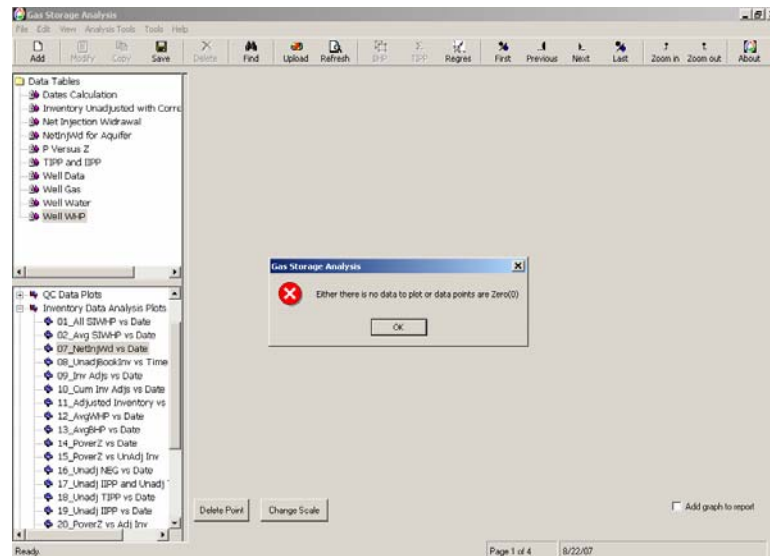 Gas Storage Analysis
File Edit View Analysis Tools Tools Help
Add Modify Copy Save Delete Find Upload Refresh BHP TIPP Regres First Previous Next Last Zoom in Zoom out About
Data Tables
Dates Calculation
Inventory Unadjusted with Corre
Net Injection Widrawal
NetInjWd for Aquifer
P Versus Z
TIPP and IIPP
Well Data
Well Gas
Well Water
Well WHP
QC Data Plots
Inventory Data Analysis Plots
01_All SIWHP vs Date
02_Avg SIWHP vs Date
07_NetInjWd vs Date
08_UnadjBookInv vs Time
09_Inv Adjs vs Date
10_Cum Inv Adjs vs Date
11_Adjusted Inventory vs
12_AvgWHP vs Date
13_AvgBHP vs Date
14_PoverZ vs Date
15_PoverZ vs UnAdj Inv
16_Unadj NEG vs Date
17_Unadj IIPP and Unadj
18_Unadj TIPP vs Date
19_Unadj IIPP vs Date
20_PoverZ vs Adj Inv
Gas Storage Analysis
Either there is no data to plot or data points are Zero(0)
OK
Delete Point Change Scale
Add graph to report
Ready. Page 1 of 4 8/22/07